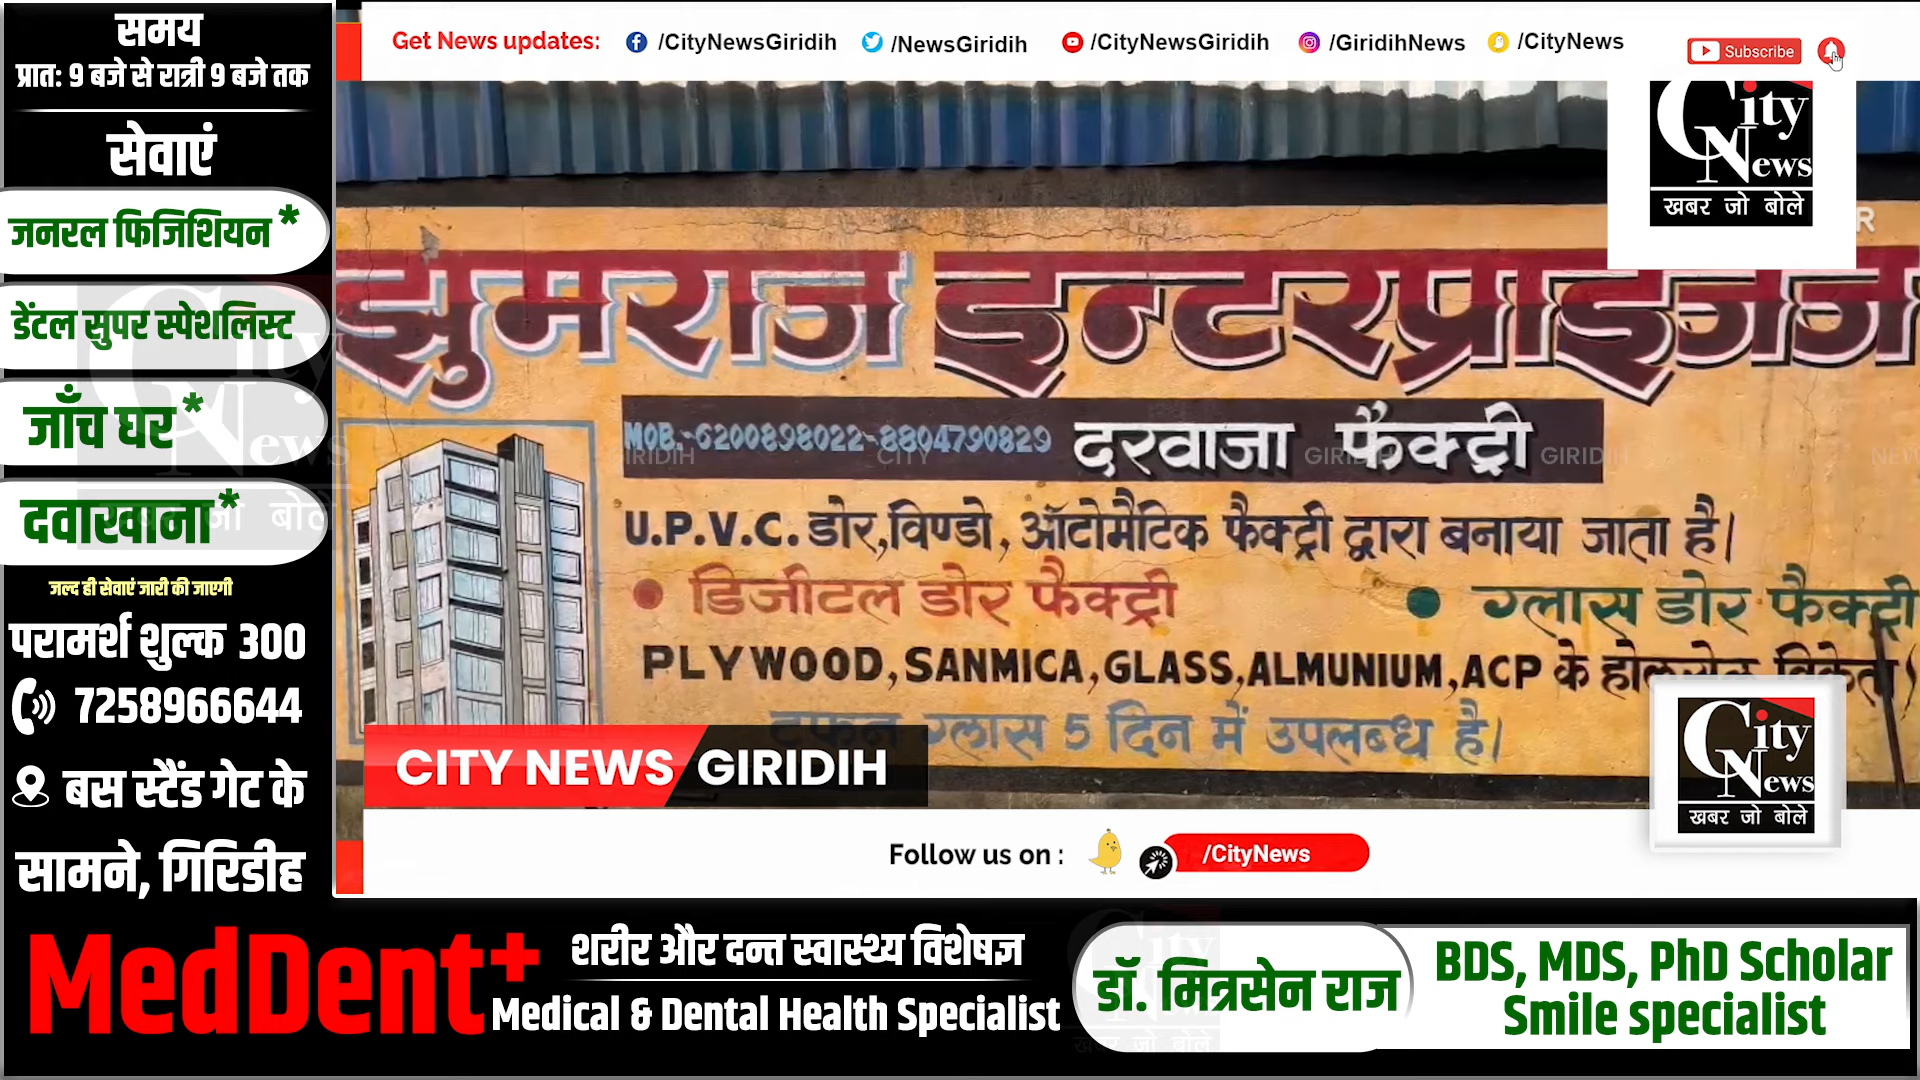 समय
प्रात: 9 बजे से रात्री 9 बजे तक
सेवाएं
जनरल फिजिशियन *
डेंटल सुपर स्पेशलिस्ट
जाँच घर *
दवाखाना *
जल्द ही सेवाएं जारी की जाएगी
परामर्श शुल्क 300
7258966644
बस स्टैंड गेट के
सामने, गिरिडीह
Get News updates: /CityNewsGiridih /NewsGiridih /CityNewsGiridih /GiridihNews /CityNews
Subscribe
City News
खबर जो बोले
झुमराज इन्टरप्राइजज
MOB.-6200898022-8804790829 दरवाजा फैक्ट्री
U.P.V.C. डोर,विण्डो, ऑटोमैटिक फैक्ट्री द्वारा बनाया जाता है।
• डिजीटल डोर फैक्ट्री • ग्लास डोर फैक्ट्री
PLYWOOD,SANMICA,GLASS,ALMUNIUM,ACP के
ग्लास 5 दिन में उपलब्ध है।
CITY NEWS GIRIDIH
City News
खबर जो बोले
Follow us on : /CityNews
MedDent+
शरीर और दन्त स्वास्थ्य विशेषज्ञ
Medical & Dental Health Specialist
डॉ. मित्रसेन राज
BDS, MDS, PhD Scholar
Smile specialist